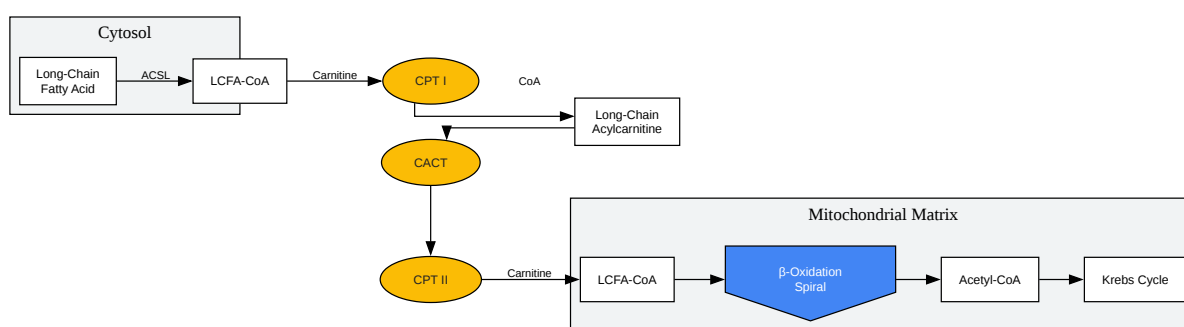 Cytosol
Long-Chain
Fatty Acid
ACSL
LCFA-CoA
Carnitine
CPT I
CoA
Long-Chain
Acylcarnitine
CACT
Mitochondrial Matrix
CPT II
Carnitine
LCFA-CoA
β-Oxidation
Spiral
Acetyl-CoA
Krebs Cycle